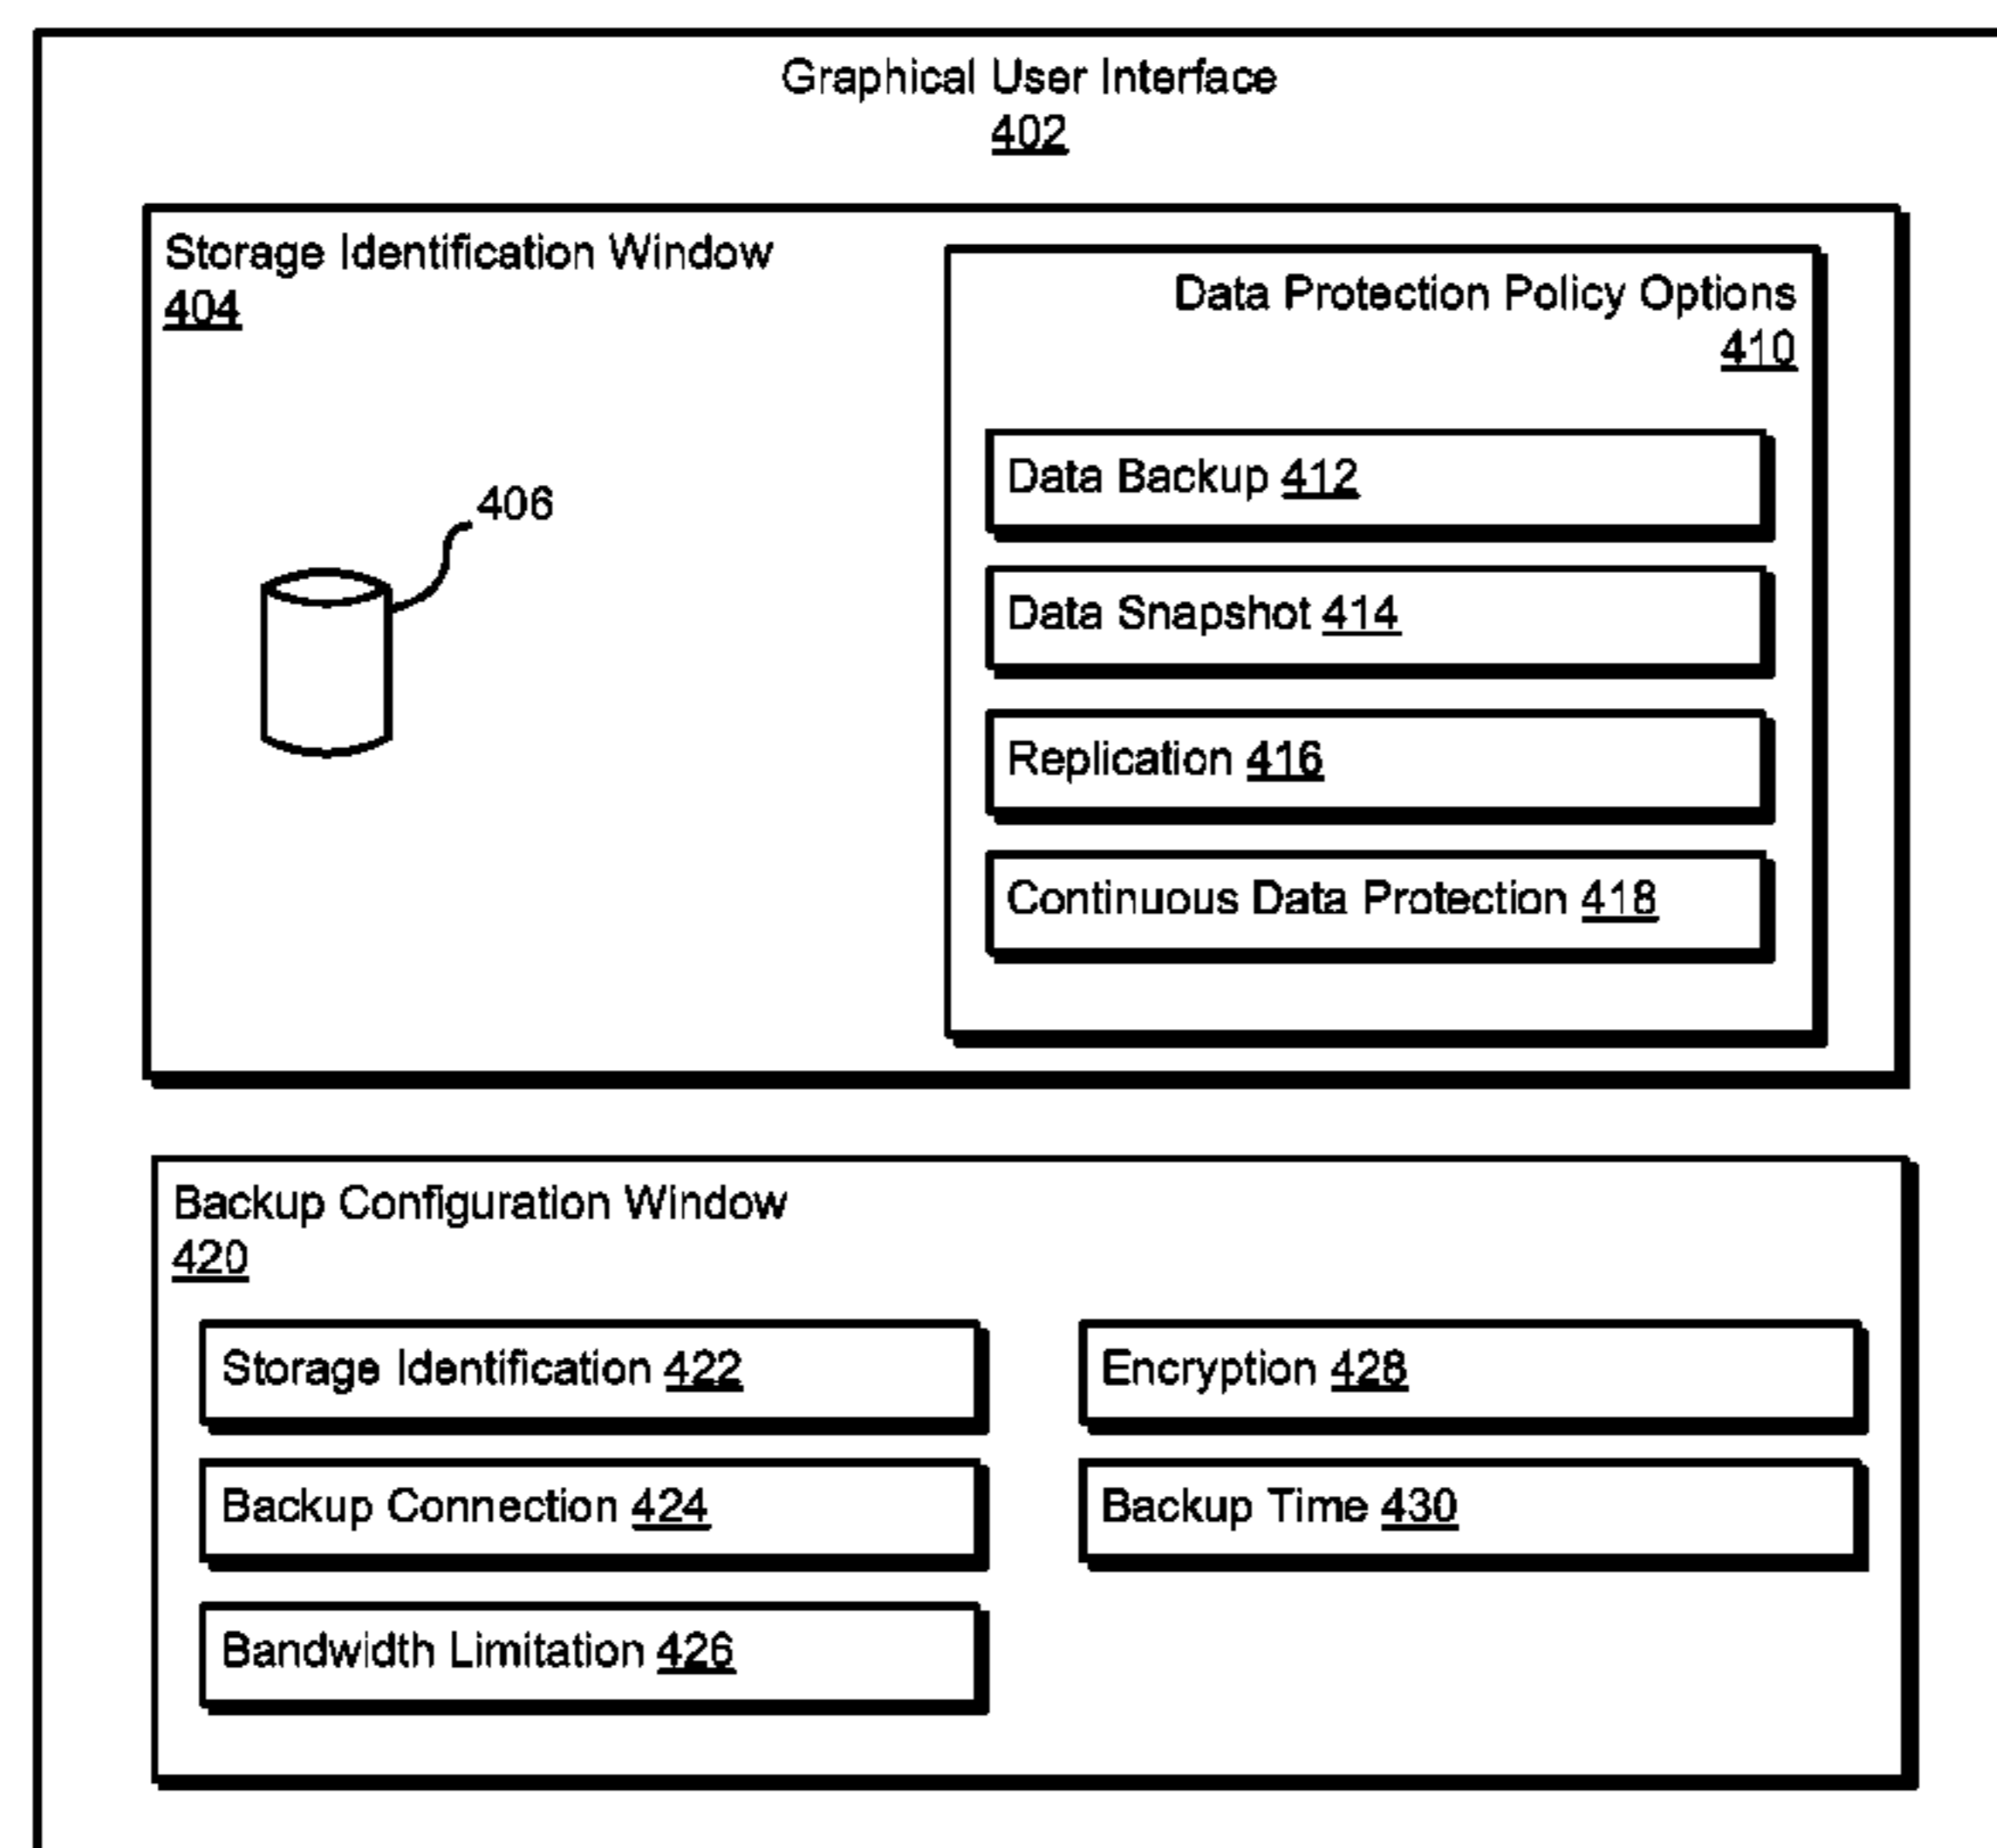 Graphical User Interface
402
Storage Identification Window
404
406
Data Protection Policy Options
410
Data Backup 412
Data Snapshot 414
Replication 416
Continuous Data Protection 418
Backup Configuration Window
420
Storage Identification 422
Backup Connection 424
Bandwidth Limitation 426
Encryption 428
Backup Time 430